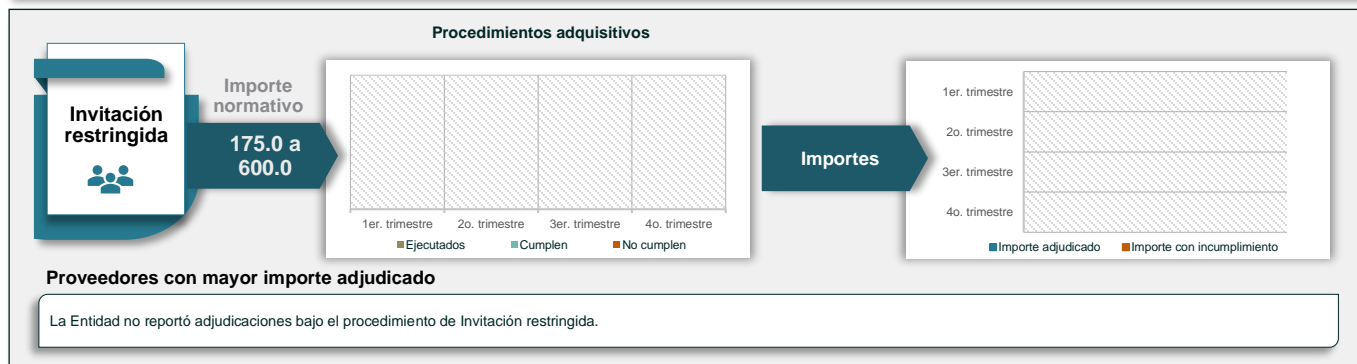 Procedimientos adquisitivos
Invitación
restringida
Importe
normativo
175.0 a
600.0
1er. trimestre
2o. trimestre
3er. trimestre
4o. trimestre
Ejecutados
Cumplen
No cumplen
Importes
1er. trimestre
2o. trimestre
3er. trimestre
4o. trimestre
Importe adjudicado
Importe con incumplimiento
Proveedores con mayor importe adjudicado
La Entidad no reportó adjudicaciones bajo el procedimiento de Invitación restringida.